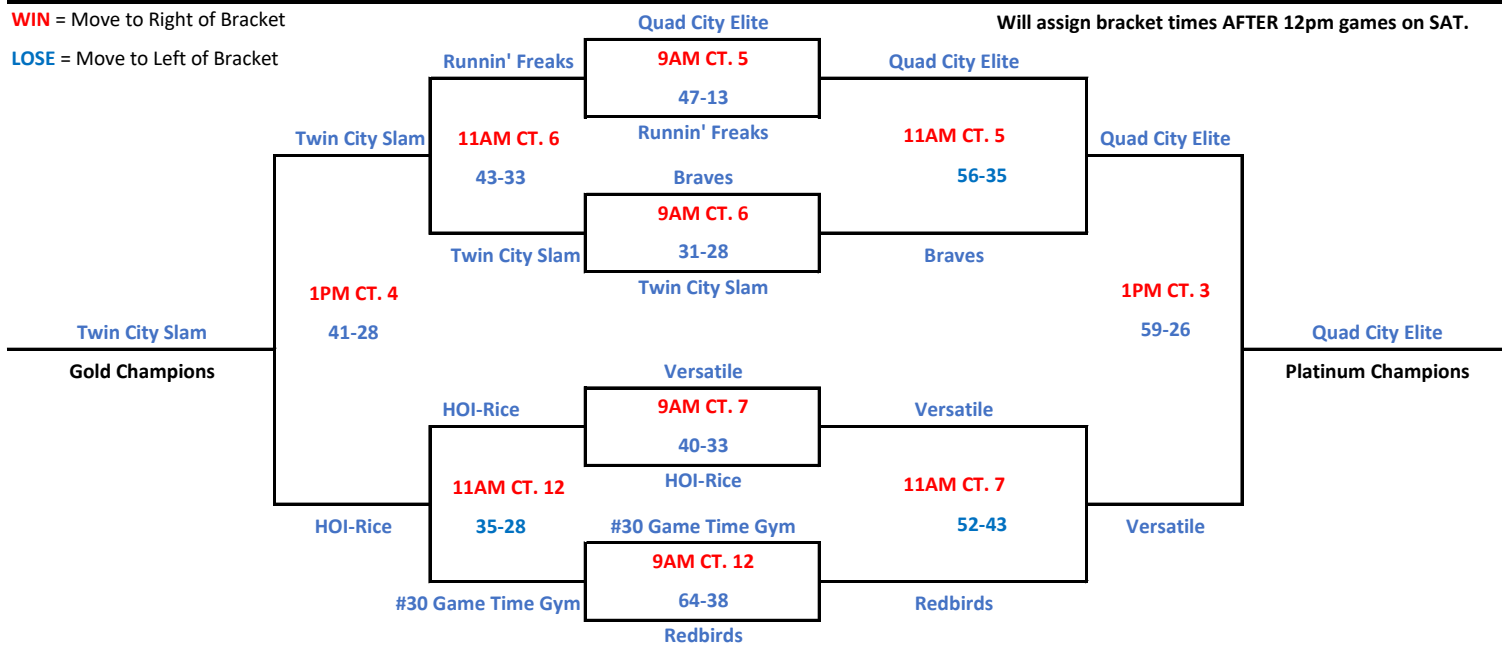 WIN = Move to Right of Bracket
Quad City Elite
Will assign bracket times AFTER 12pm games on SAT.
LOSE = Move to Left of Bracket
Runnin' Freaks
9AM CT. 5
Quad City Elite
47-13
Twin City Slam
11AM CT. 6
Runnin' Freaks
11AM CT. 5
Quad City Elite
43-33
Braves
56-35
9AM CT. 6
Twin City Slam
31-28
Braves
Twin City Slam
1PM CT. 4
1PM CT. 3
Twin City Slam
41-28
59-26
Quad City Elite
Gold Champions
Versatile
Platinum Champions
HOI-Rice
9AM CT. 7
Versatile
40-33
11AM CT. 12
HOI-Rice
11AM CT. 7
HOI-Rice
35-28
#30 Game Time Gym
52-43
Versatile
9AM CT. 12
#30 Game Time Gym
64-38
Redbirds
Redbirds